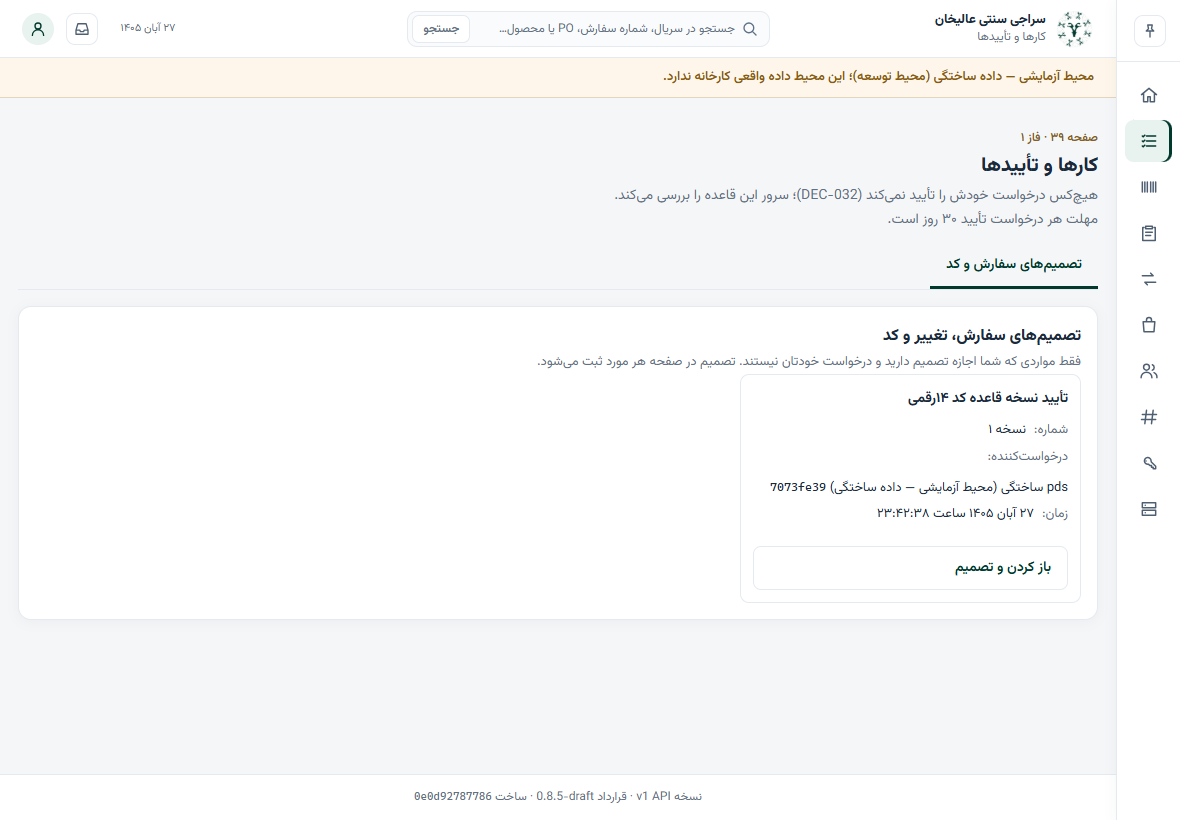 سراجی سنتی عالیخان
کارها و تأییدها
جستجو در سریال، شماره سفارش، PO یا محصول...
جستجو
۲۷ آبان ۱۴۰۵
محیط آزمایشی — داده ساختگی (محیط توسعه)؛ این محیط داده واقعی کارخانه ندارد.
صفحه ۳۹ · فاز ۱
کارها و تأییدها
هیچ‌کس درخواست خودش را تأیید نمی‌کند (DEC-032)؛ سرور این قاعده را بررسی می‌کند.
مهلت هر درخواست تأیید ۳۰ روز است.
تصمیم‌های سفارش و کد
تصمیم‌های سفارش، تغییر و کد
فقط مواردی که شما اجازه تصمیم دارید و درخواست خودتان نیستند. تصمیم در صفحه هر مورد ثبت می‌شود.
تأیید نسخه قاعده کد ۱۴رقمی
شماره: نسخه ۱
درخواست‌کننده:
pds ساختگی (محیط آزمایشی — داده ساختگی) 7073fe39
زمان: ۲۷ آبان ۱۴۰۵ ساعت ۲۳:۴۲:۳۸
باز کردن و تصمیم
نسخه v1 API · قرارداد 0.8.5-draft · ساخت 0e0d92787786